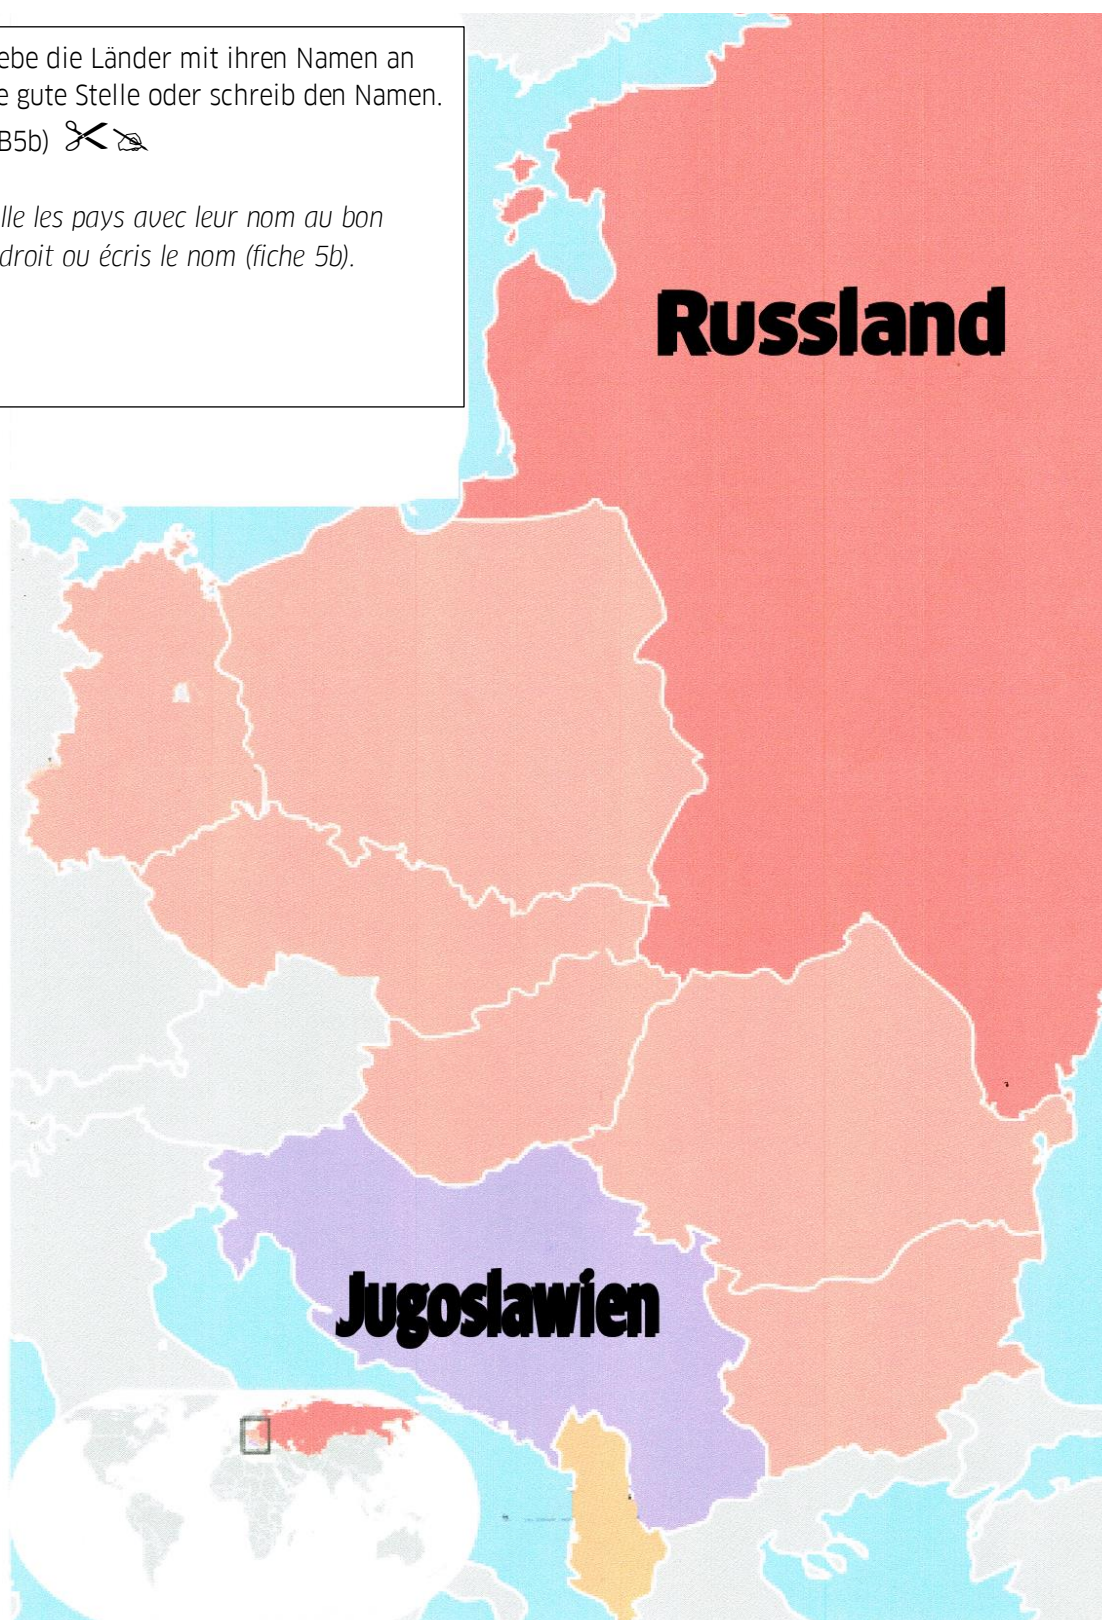 ebe die Länder mit ihren Namen an
e gute Stelle oder schreib den Namen.
B5b)
lle les pays avec leur nom au bon
droit ou écris le nom (fiche 5b).
Russland
Jugoslawien